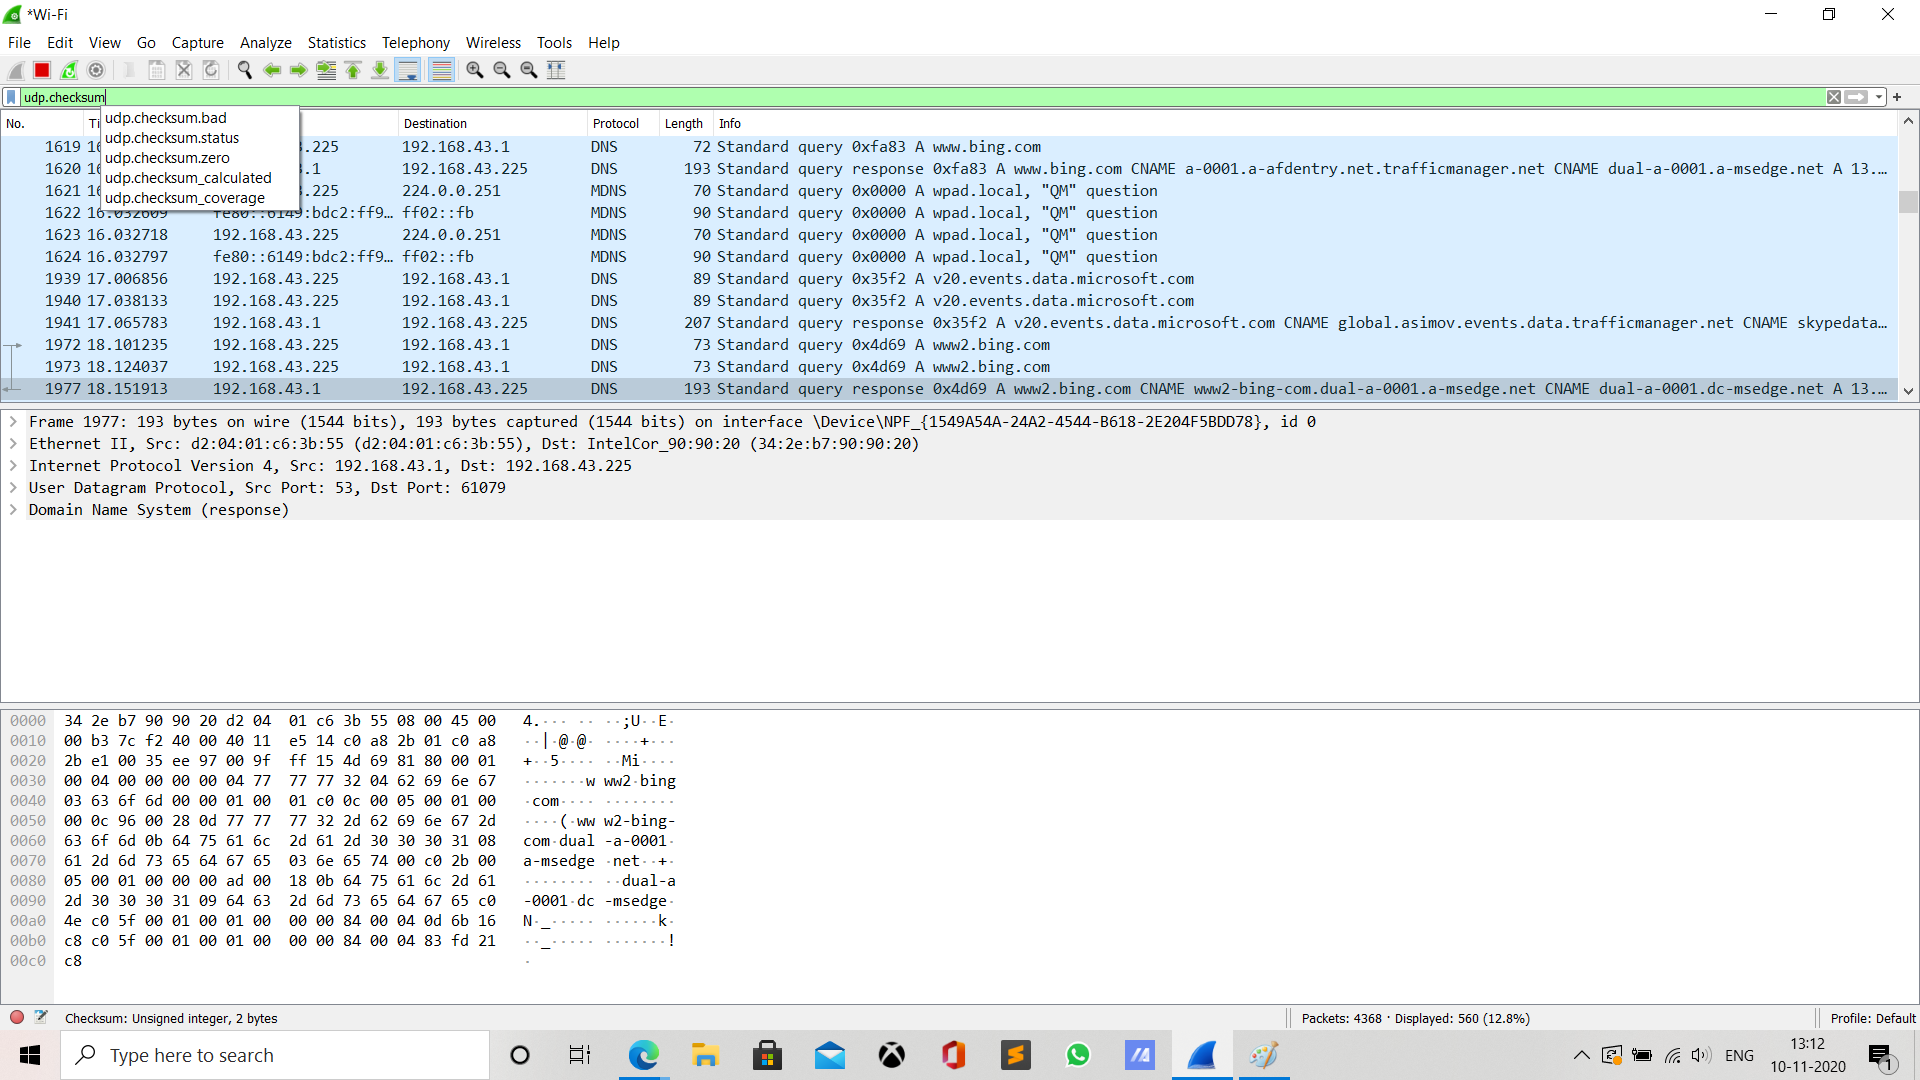 *Wi-Fi
File Edit View Go Capture Analyze Statistics Telephony Wireless Tools Help
udp.checksum
udp.checksum.bad
udp.checksum.status
udp.checksum.zero
udp.checksum_calculated
udp.checksum_coverage
No. Ti Destination Protocol Length Info
1619 16 3.225 192.168.43.1 DNS 72 Standard query 0xfa83 A www.bing.com
1620 16 3.1 192.168.43.225 DNS 193 Standard query response 0xfa83 A www.bing.com CNAME a-0001.a-afdentry.net.trafficmanager.net CNAME dual-a-0001.a-msedge.net A 13.…
1621 16 3.225 224.0.0.251 MDNS 70 Standard query 0x0000 A wpad.local, "QM" question
1622 16.032609 fe80::6149:bdc2:ff9… ff02::fb MDNS 90 Standard query 0x0000 A wpad.local, "QM" question
1623 16.032718 192.168.43.225 224.0.0.251 MDNS 70 Standard query 0x0000 A wpad.local, "QM" question
1624 16.032797 fe80::6149:bdc2:ff9… ff02::fb MDNS 90 Standard query 0x0000 A wpad.local, "QM" question
1939 17.006856 192.168.43.225 192.168.43.1 DNS 89 Standard query 0x35f2 A v20.events.data.microsoft.com
1940 17.038133 192.168.43.225 192.168.43.1 DNS 89 Standard query 0x35f2 A v20.events.data.microsoft.com
1941 17.065783 192.168.43.1 192.168.43.225 DNS 207 Standard query response 0x35f2 A v20.events.data.microsoft.com CNAME global.asimov.events.data.trafficmanager.net CNAME skypedata…
1972 18.101235 192.168.43.225 192.168.43.1 DNS 73 Standard query 0x4d69 A www2.bing.com
1973 18.124037 192.168.43.225 192.168.43.1 DNS 73 Standard query 0x4d69 A www2.bing.com
1977 18.151913 192.168.43.1 192.168.43.225 DNS 193 Standard query response 0x4d69 A www2.bing.com CNAME www2-bing-com.dual-a-0001.a-msedge.net CNAME dual-a-0001.dc-msedge.net A 13.…
Frame 1977: 193 bytes on wire (1544 bits), 193 bytes captured (1544 bits) on interface \Device\NPF_{1549A54A-24A2-4544-B618-2E204F5BDD78}, id 0
Ethernet II, Src: d2:04:01:c6:3b:55 (d2:04:01:c6:3b:55), Dst: IntelCor_90:90:20 (34:2e:b7:90:90:20)
Internet Protocol Version 4, Src: 192.168.43.1, Dst: 192.168.43.225
User Datagram Protocol, Src Port: 53, Dst Port: 61079
Domain Name System (response)
0000 34 2e b7 90 90 20 d2 04 01 c6 3b 55 08 00 45 00 4.··· ·· ··;U··E·
0010 00 b3 7c f2 40 00 40 11 e5 14 c0 a8 2b 01 c0 a8 ··|·@·@· ····+···
0020 2b e1 00 35 ee 97 00 9f ff 15 4d 69 81 80 00 01 +··5···· ··Mi····
0030 00 04 00 00 00 00 04 77 77 77 32 04 62 69 6e 67 ·······w ww2·bing
0040 03 63 6f 6d 00 00 01 00 01 c0 0c 00 05 00 01 00 ·com···· ········
0050 00 0c 96 00 28 0d 77 77 77 32 2d 62 69 6e 67 2d ····(·ww w2-bing-
0060 63 6f 6d 0b 64 75 61 6c 2d 61 2d 30 30 30 31 08 com·dual -a-0001·
0070 61 2d 6d 73 65 64 67 65 03 6e 65 74 00 c0 2b 00 a-msedge ·net··+·
0080 05 00 01 00 00 00 ad 00 18 0b 64 75 61 6c 2d 61 ········ ··dual-a
0090 2d 30 30 30 31 09 64 63 2d 6d 73 65 64 67 65 c0 -0001·dc -msedge·
00a0 4e c0 5f 00 01 00 01 00 00 00 84 00 04 0d 6b 16 N·_····· ······k·
00b0 c8 c0 5f 00 01 00 01 00 00 00 84 00 04 83 fd 21 ··_····· ·······!
00c0 c8 ·
Checksum: Unsigned integer, 2 bytes Packets: 4368 · Displayed: 560 (12.8%) Profile: Default
Type here to search ENG 13:12
10-11-2020 1